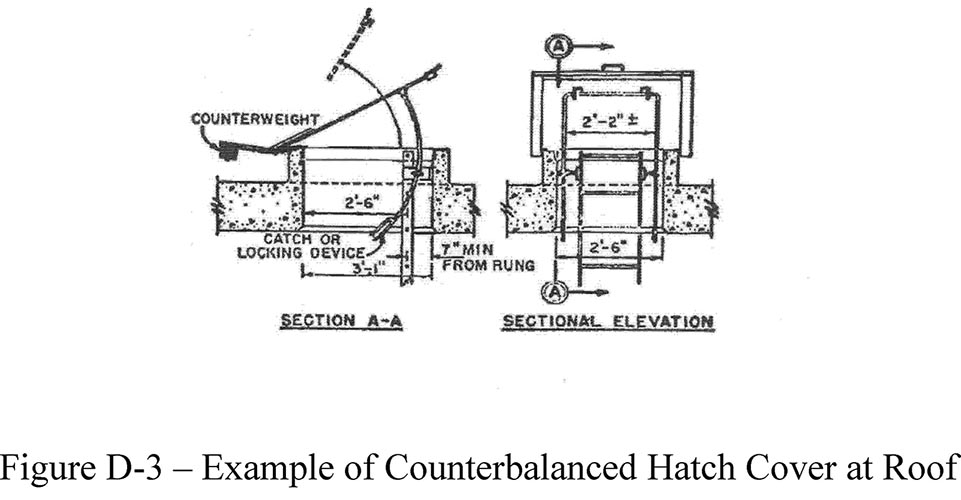 COUNTERWEIGHT
2'-6"
CATCH OR
LOCKING DEVICE
3'-1"
7" MIN
FROM RUNG
SECTION A-A
A
2'-2" ±
2'-6"
A
SECTIONAL ELEVATION
Figure D-3 – Example of Counterbalanced Hatch Cover at Roof